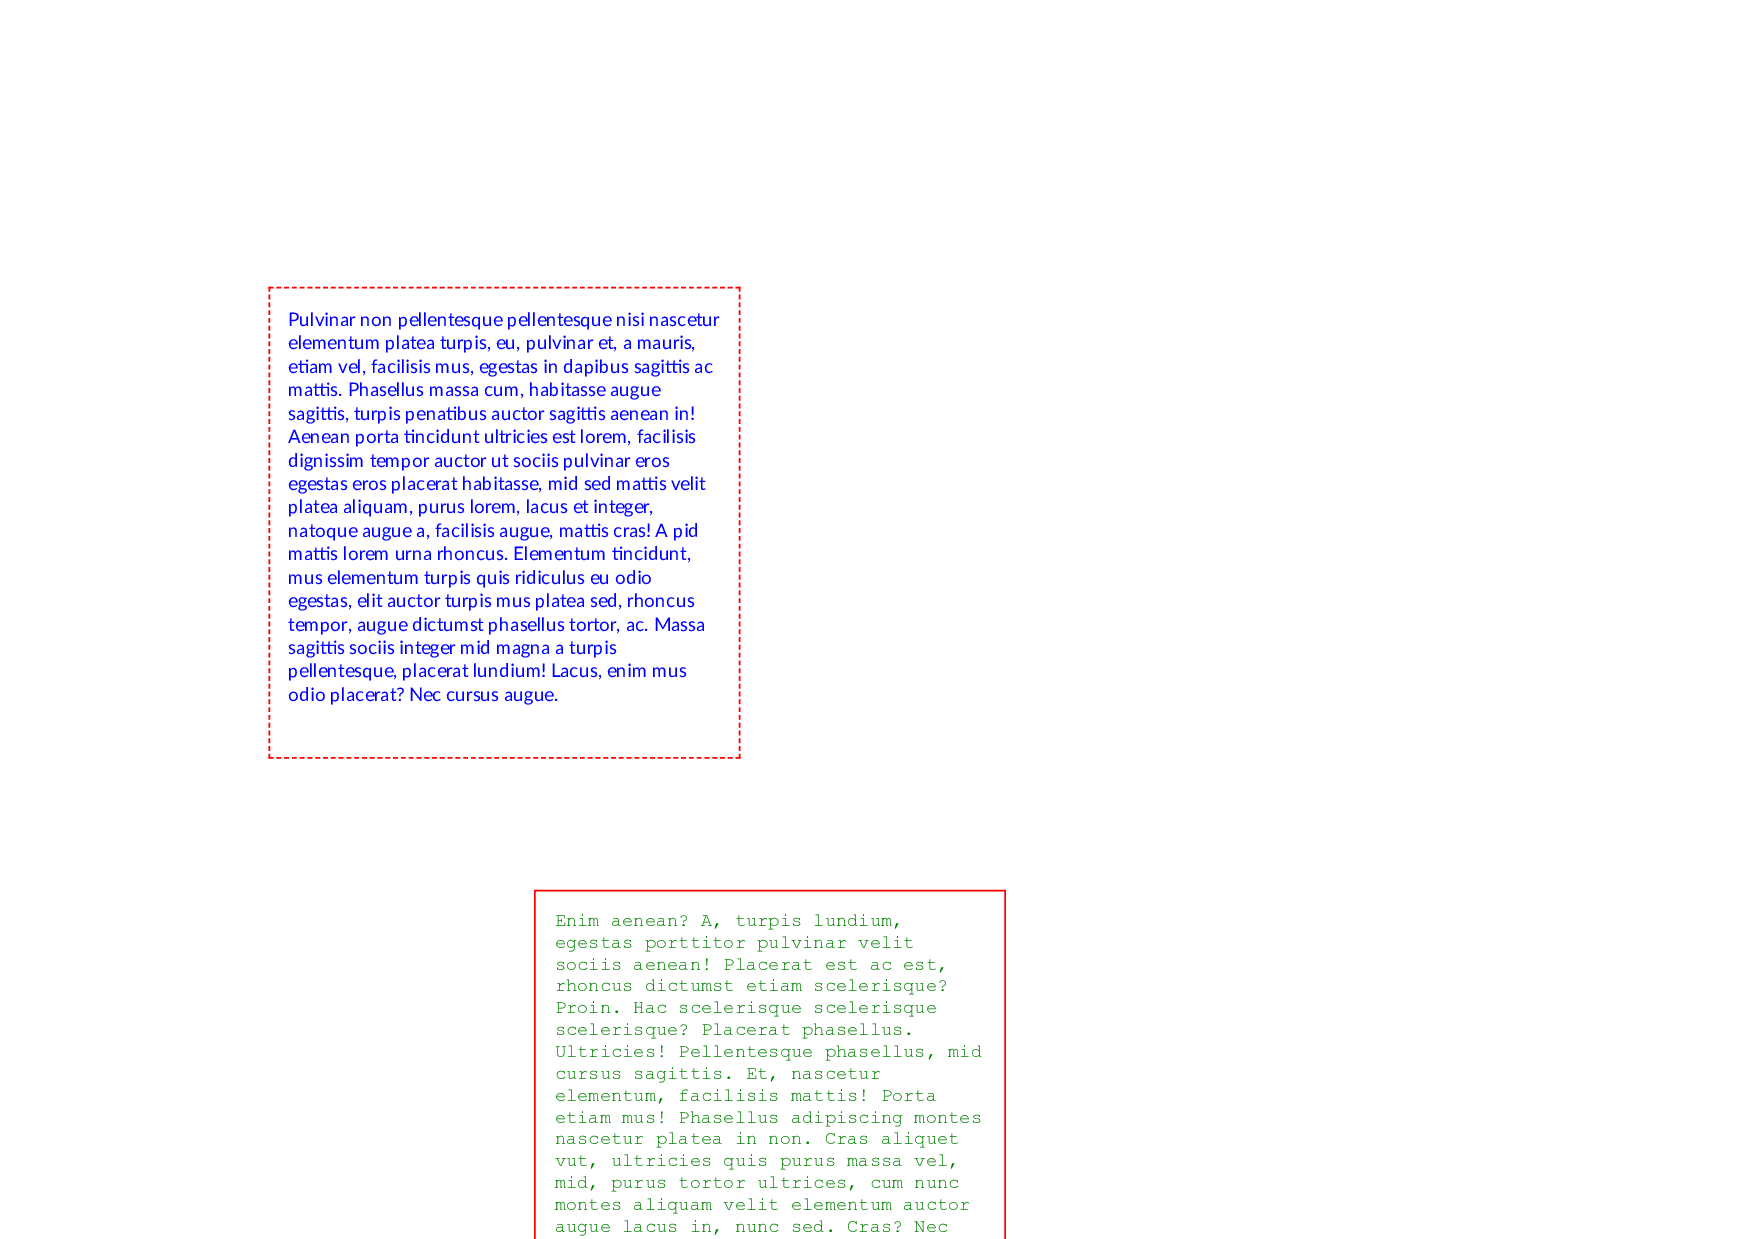 Pulvinar non pellentesque pellentesque nisi nascetur
elementum platea turpis, eu, pulvinar et, a mauris,
etiam vel, facilisis mus, egestas in dapibus sagittis ac
mattis. Phasellus massa cum, habitasse augue
sagittis, turpis penatibus auctor sagittis aenean in!
Aenean porta tincidunt ultricies est lorem, facilisis
dignissim tempor auctor ut sociis pulvinar eros
egestas eros placerat habitasse, mid sed mattis velit
platea aliquam, purus lorem, lacus et integer,
natoque augue a, facilisis augue, mattis cras! A pid
mattis lorem urna rhoncus. Elementum tincidunt,
mus elementum turpis quis ridiculus eu odio
egestas, elit auctor turpis mus platea sed, rhoncus
tempor, augue dictumst phasellus tortor, ac. Massa
sagittis sociis integer mid magna a turpis
pellentesque, placerat lundium! Lacus, enim mus
odio placerat? Nec cursus augue.
Enim aenean? A, turpis lundium,
egestas porttitor pulvinar velit
sociis aenean! Placerat est ac est,
rhoncus dictumst etiam scelerisque?
Proin. Hac scelerisque scelerisque
scelerisque? Placerat phasellus.
Ultricies! Pellentesque phasellus, mid
cursus sagittis. Et, nascetur
elementum, facilisis mattis! Porta
etiam mus! Phasellus adipiscing montes
nascetur platea in non. Cras aliquet
vut, ultricies quis purus massa vel,
mid, purus tortor ultrices, cum nunc
montes aliquam velit elementum auctor
augue lacus in, nunc sed. Cras? Nec